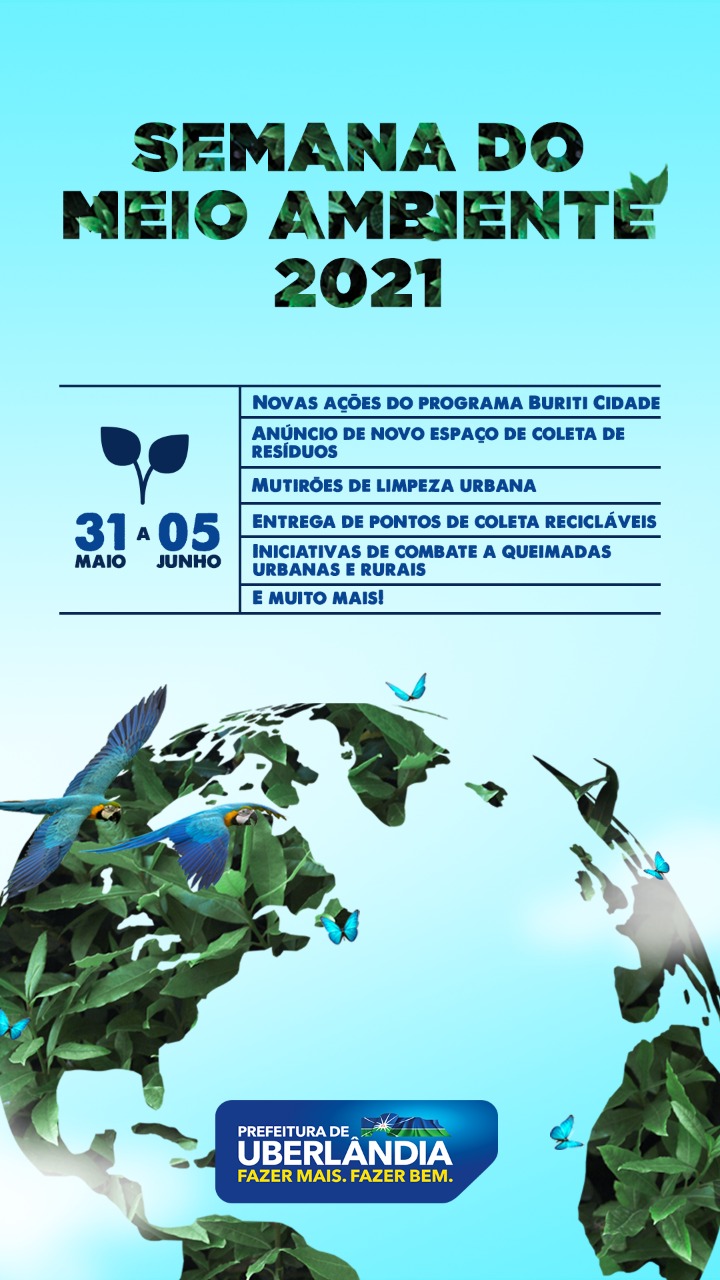 SEMANA DO
MEIO AMBIENTE
2021
31 A 05
MAIO JUNHO
NOVAS AÇÕES DO PROGRAMA BURITI CIDADE
ANÚNCIO DE NOVO ESPAÇO DE COLETA DE
RESÍDUOS
MUTIRÕES DE LIMPEZA URBANA
ENTREGA DE PONTOS DE COLETA RECICLÁVEIS
INICIATIVAS DE COMBATE A QUEIMADAS
URBANAS E RURAIS
E MUITO MAIS!
PREFEITURA DE
UBERLÂNDIA
FAZER MAIS. FAZER BEM.